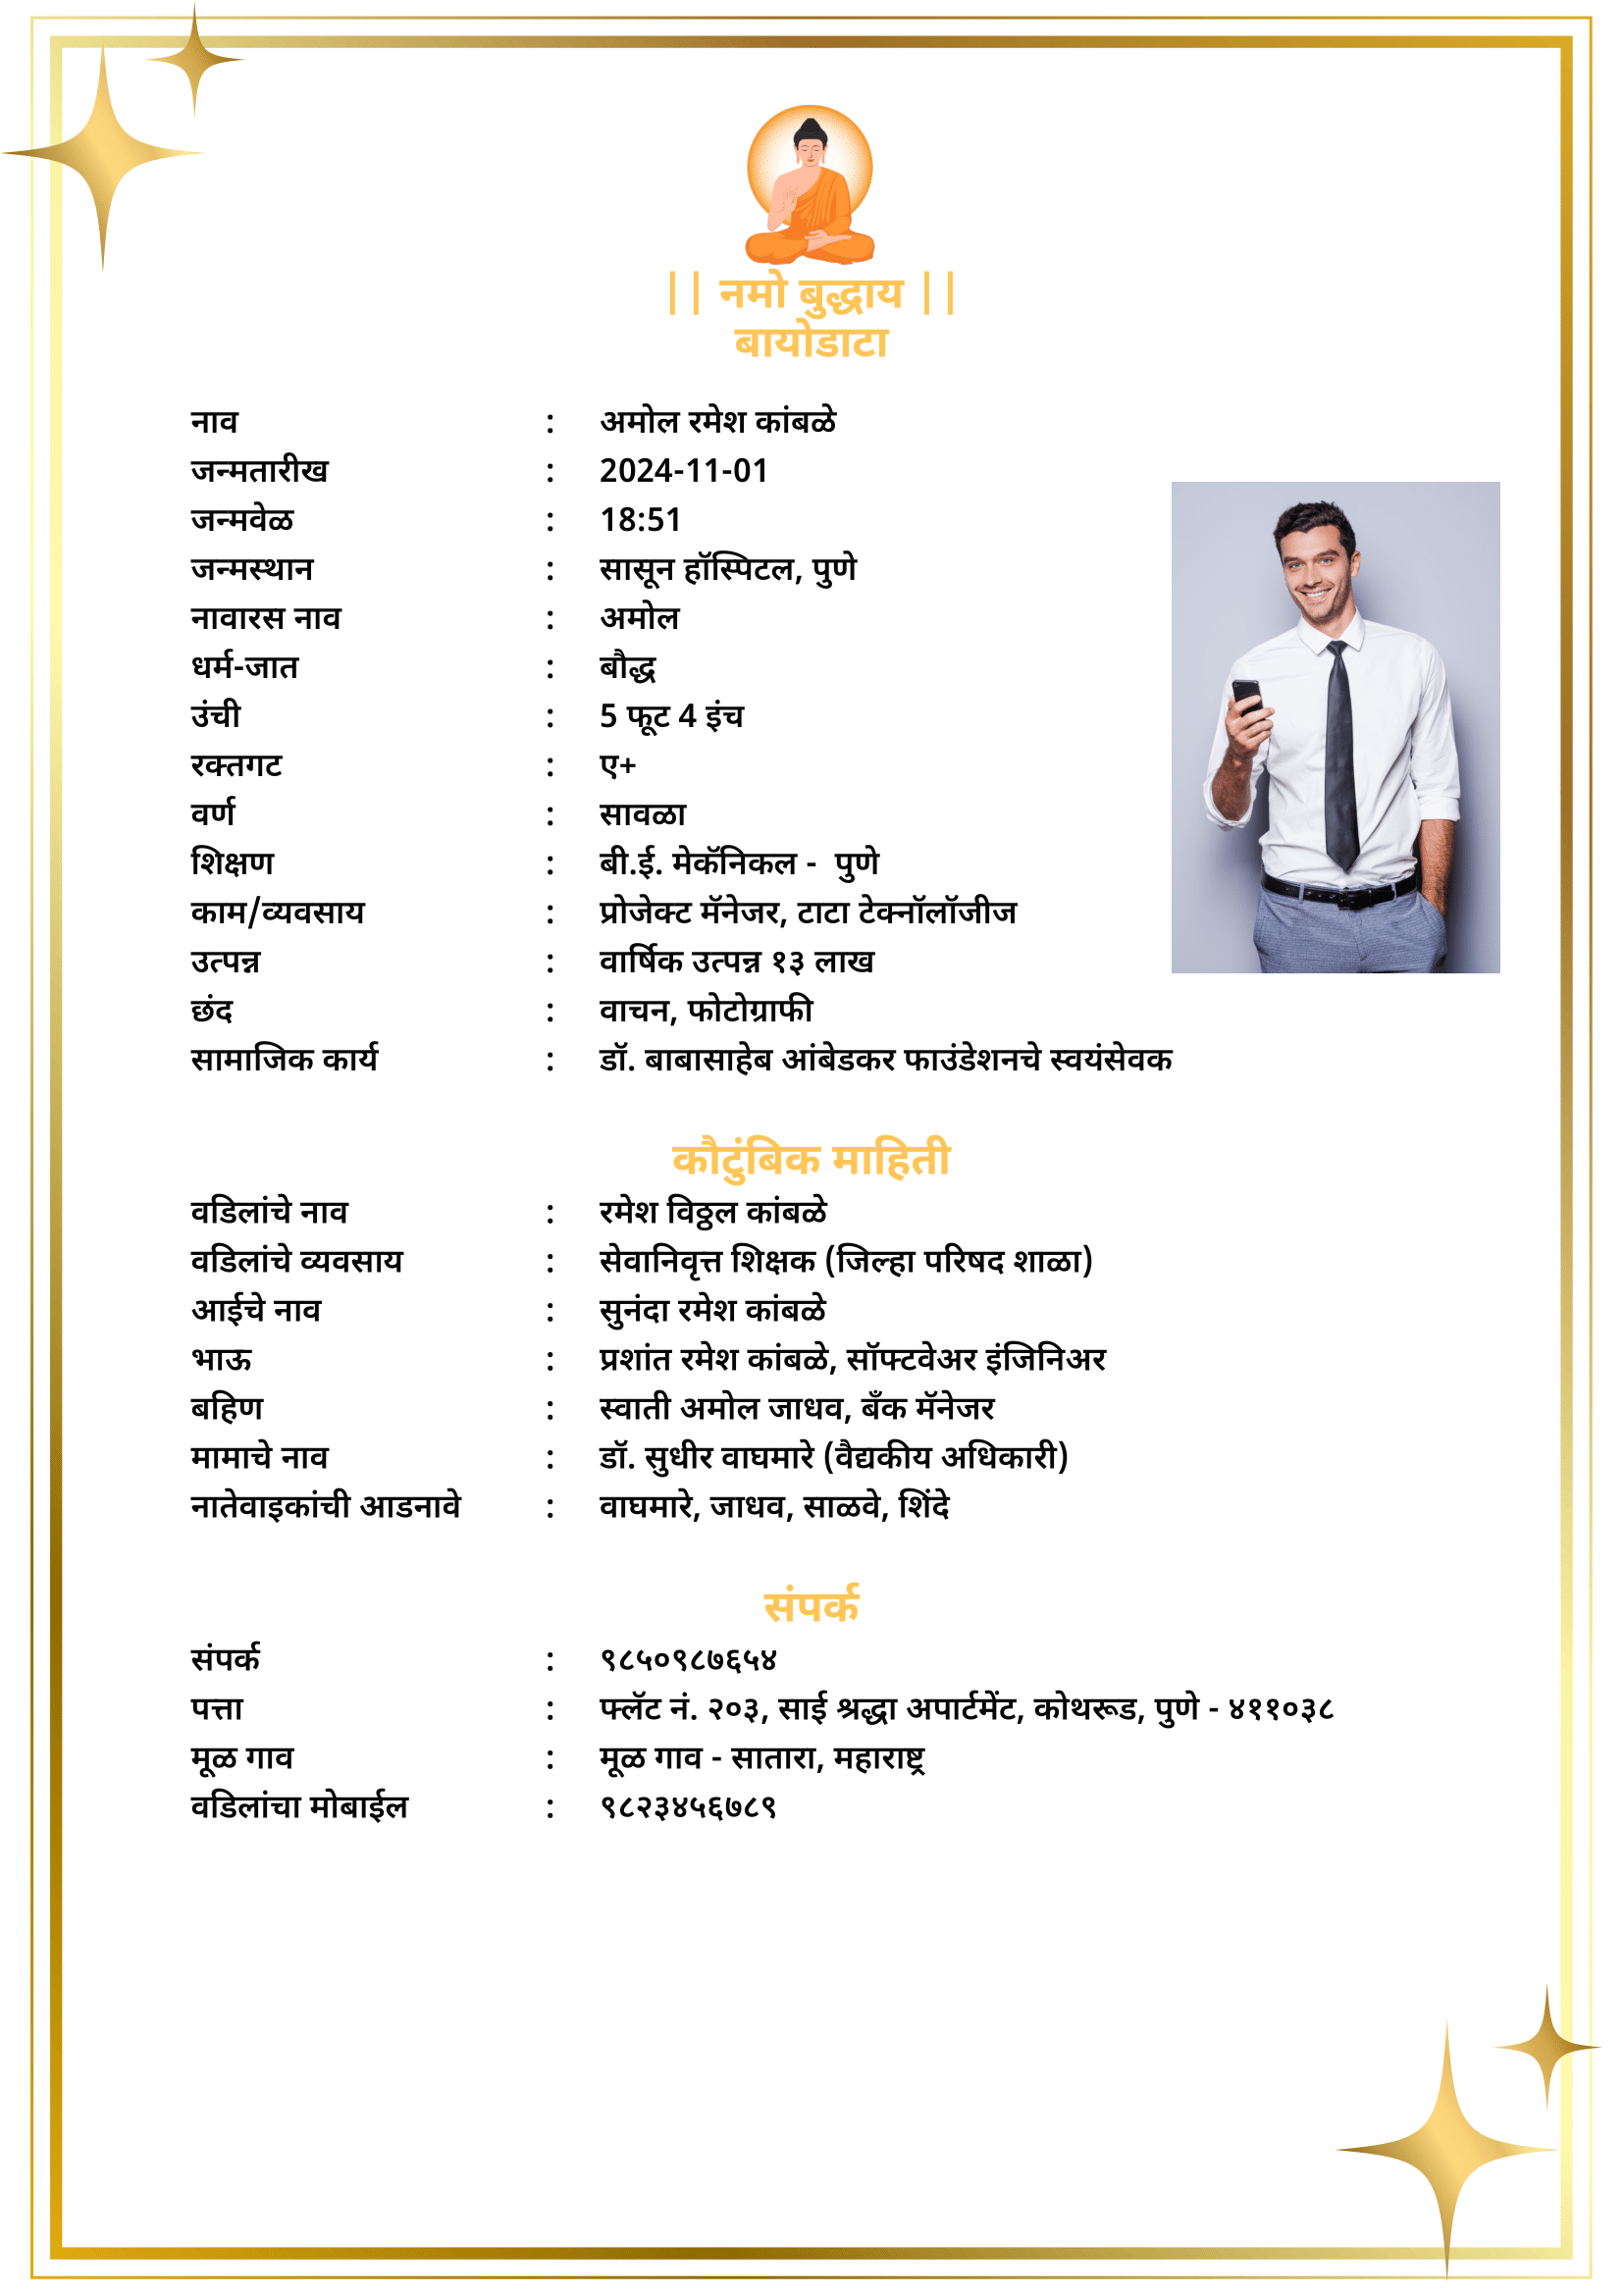 || नमो बुद्धाय ||
बायोडाटा
नाव : अमोल रमेश कांबळे
जन्मतारीख : 2024-11-01
जन्मवेळ : 18:51
जन्मस्थान : सासून हॉस्पिटल, पुणे
नावारस नाव : अमोल
धर्म-जात : बौद्ध
उंची : 5 फूट 4 इंच
रक्तगट : ए+
वर्ण : सावळा
शिक्षण : बी.ई. मेकॅनिकल - पुणे
काम/व्यवसाय : प्रोजेक्ट मॅनेजर, टाटा टेक्नॉलॉजीज
उत्पन्न : वार्षिक उत्पन्न १३ लाख
छंद : वाचन, फोटोग्राफी
सामाजिक कार्य : डॉ. बाबासाहेब आंबेडकर फाउंडेशनचे स्वयंसेवक
कौटुंबिक माहिती
वडिलांचे नाव : रमेश विठ्ठल कांबळे
वडिलांचे व्यवसाय : सेवानिवृत्त शिक्षक (जिल्हा परिषद शाळा)
आईचे नाव : सुनंदा रमेश कांबळे
भाऊ : प्रशांत रमेश कांबळे, सॉफ्टवेअर इंजिनिअर
बहिण : स्वाती अमोल जाधव, बँक मॅनेजर
मामाचे नाव : डॉ. सुधीर वाघमारे (वैद्यकीय अधिकारी)
नातेवाइकांची आडनावे : वाघमारे, जाधव, साळवे, शिंदे
संपर्क
संपर्क : ९८५०९८७६५४
पत्ता : फ्लॅट नं. २०३, साई श्रद्धा अपार्टमेंट, कोथरूड, पुणे - ४११०३८
मूळ गाव : मूळ गाव - सातारा, महाराष्ट्र
वडिलांचा मोबाईल : ९८२३४५६७८९